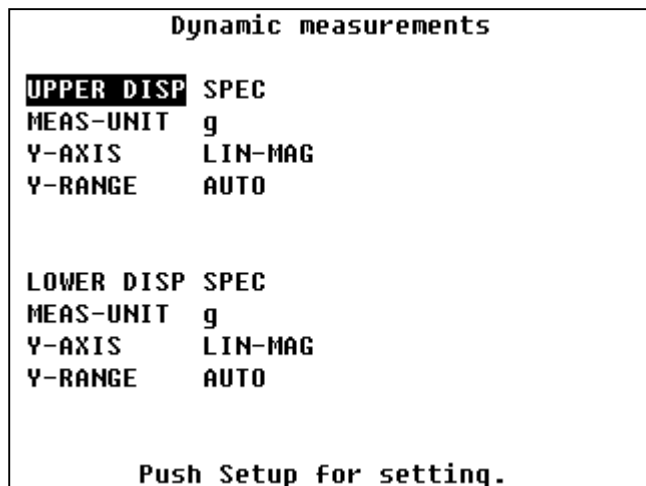 Dynamic measurements
UPPER DISP SPEC
MEAS-UNIT g
Y-AXIS LIN-MAG
Y-RANGE AUTO
LOWER DISP SPEC
MEAS-UNIT g
Y-AXIS LIN-MAG
Y-RANGE AUTO
Push Setup for setting.